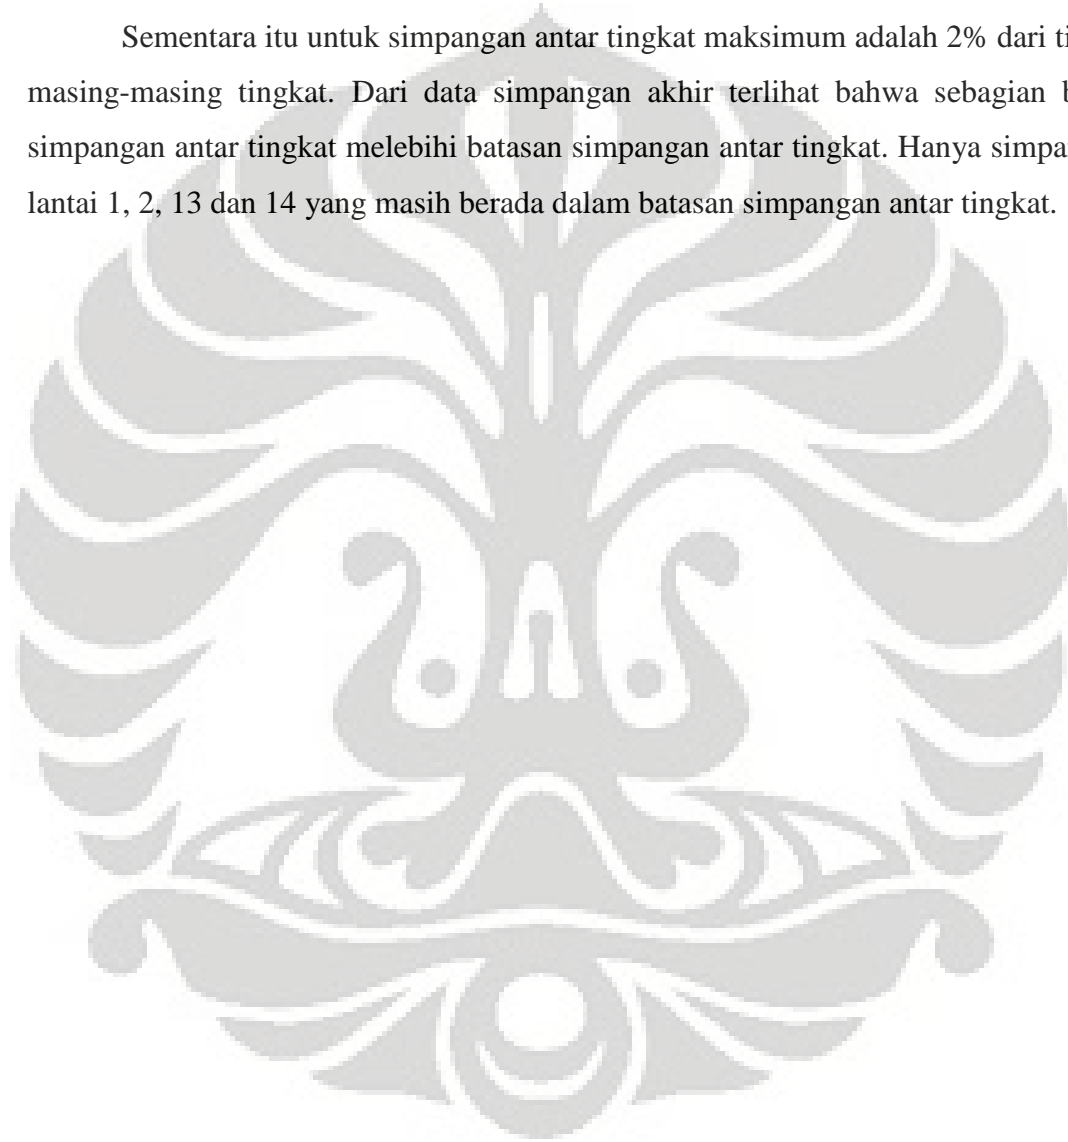 Sementara itu untuk simpangan antar tingkat maksimum adalah 2% dari
masing-masing tingkat. Dari data simpangan akhir terlihat bahwa sebagian
simpangan antar tingkat melebihi batasan simpangan antar tingkat. Hanya
lantai 1, 2, 13 dan 14 yang masih berada dalam batasan simpangan antar tingkat.